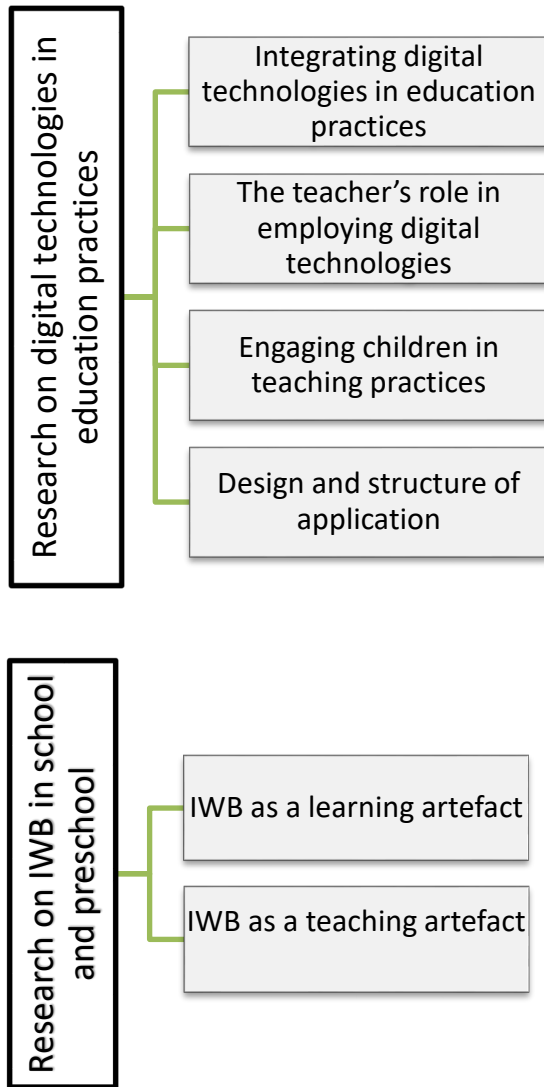 Research on digital technologies in
education practices
Integrating digital
technologies in education
practices
The teacher’s role in
employing digital
technologies
Engaging children in
teaching practices
Design and structure of
application
Research on IWB in school
and preschool
IWB as a learning artefact
IWB as a teaching artefact